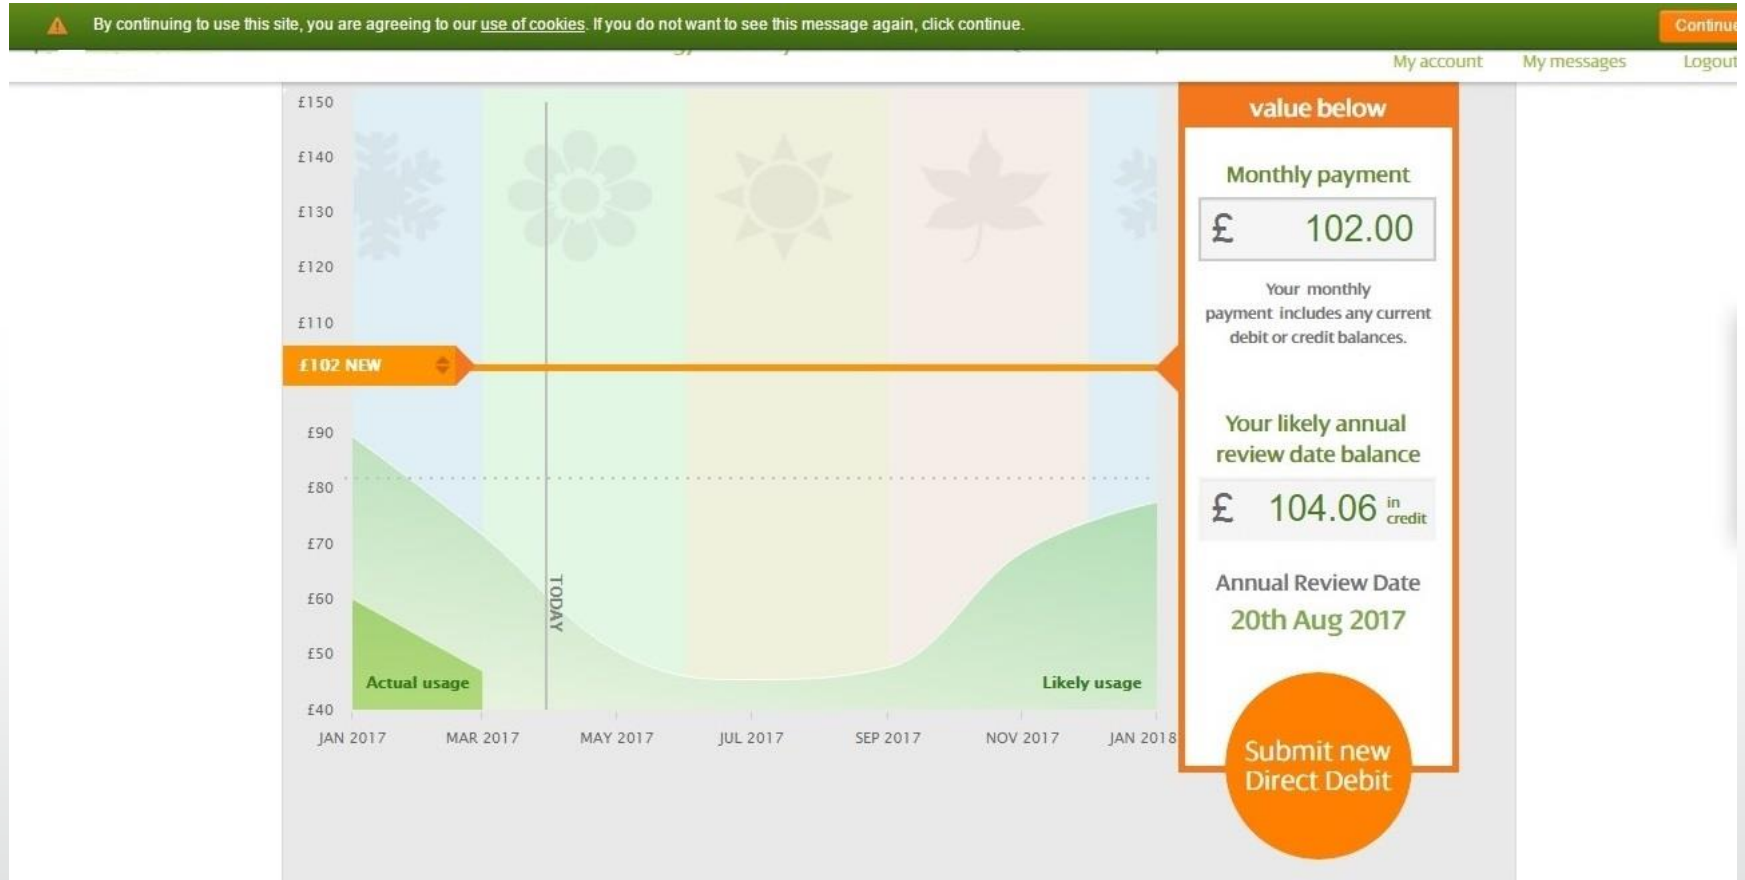 By continuing to use this site, you are agreeing to our use of cookies. If you do not want to see this message again, click continue.
Continue
My account
My messages
Logout
£150
£140
£130
£120
£110
£102 NEW
£90
£80
£70
£60
£50
£40
TODAY
Actual usage
Likely usage
JAN 2017
MAR 2017
MAY 2017
JUL 2017
SEP 2017
NOV 2017
JAN 2018
value below
Monthly payment
£ 102.00
Your monthly
payment includes any current
debit or credit balances.
Your likely annual
review date balance
£ 104.06 in credit
Annual Review Date
20th Aug 2017
Submit new
Direct Debit